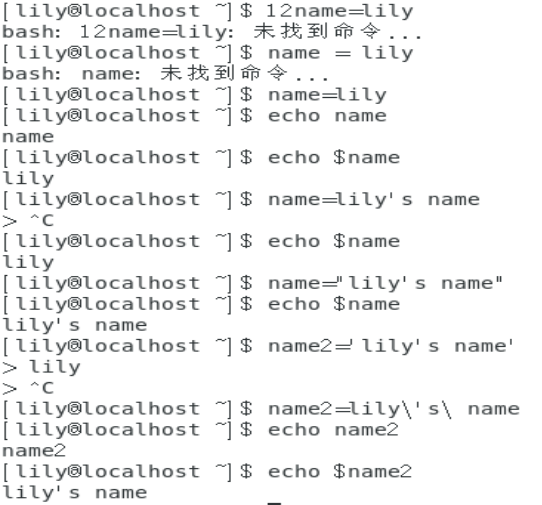 [lily@localhost ~]$ 12name=lily
bash: 12name=lily: 未找到命令...
[lily@localhost ~]$ name = lily
bash: name: 未找到命令...
[lily@localhost ~]$ name=lily
[lily@localhost ~]$ echo name
name
[lily@localhost ~]$ echo $name
lily
[lily@localhost ~]$ name=lily's name
> ^C
[lily@localhost ~]$ echo $name
lily
[lily@localhost ~]$ name="lily's name"
[lily@localhost ~]$ echo $name
lily's name
[lily@localhost ~]$ name2='lily's name'
> lily
> ^C
[lily@localhost ~]$ name2=lily\'s\ name
[lily@localhost ~]$ echo name2
name2
[lily@localhost ~]$ echo $name2
lily's name